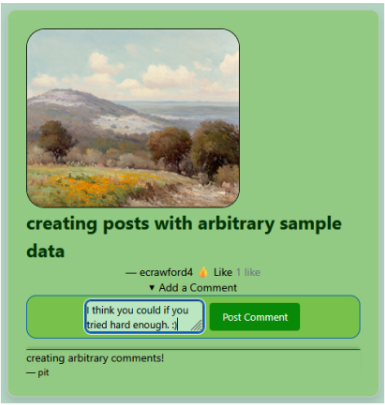 creating posts with arbitrary sample
data
— ecrawford4 👍 Like 1 like
▼ Add a Comment
I think you could if you
tried hard enough. :)
Post Comment
creating arbitrary comments!
— pit